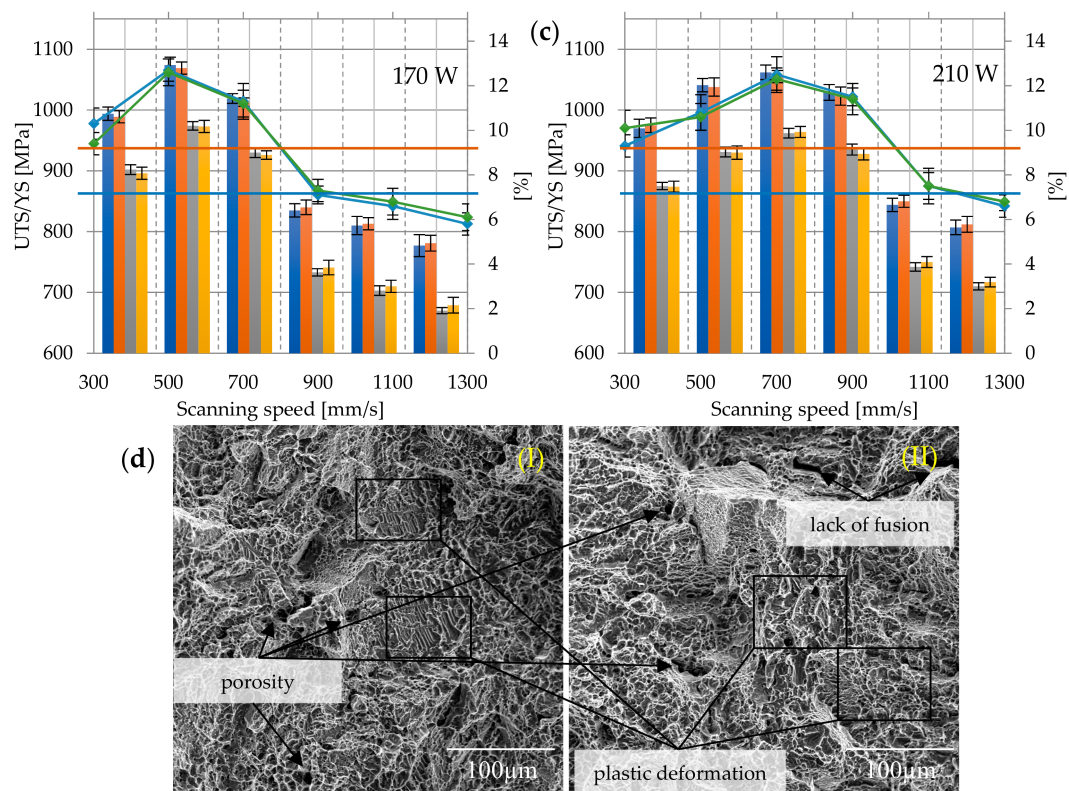 (c)
170 W
210 W
UTS/YS [MPa]
1100
1000
900
800
700
600
14
12
10
8
6
4
2
0
[%]
300 500 700 900 1100 1300
Scanning speed [mm/s]
UTS/YS [MPa]
1100
1000
900
800
700
600
14
12
10
8
6
4
2
0
[%]
300 500 700 900 1100 1300
Scanning speed [mm/s]
(d)
(I)
(II)
lack of fusion
porosity
plastic deformation
100µm
100µm